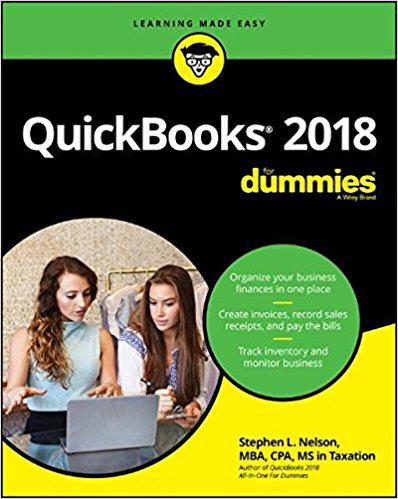 LEARNING MADE EASY
QuickBooks® 2018
for
dummies®
A Wiley Brand
Organize your business
finances in one place
Create invoices, record sales
receipts, and pay the bills
Track inventory and
monitor business
Stephen L. Nelson,
MBA, CPA, MS in Taxation
Author of QuickBooks 2018
All-In-One For Dummies